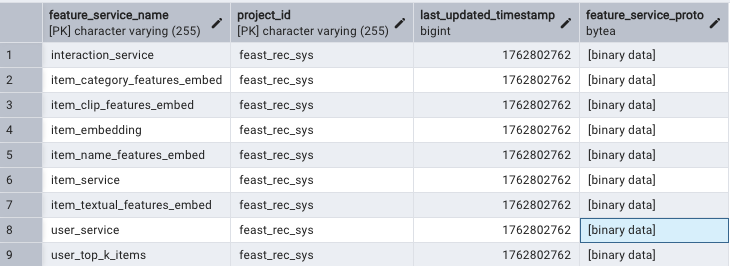 feature_service_name project_id last_updated_timestamp feature_service_proto
[PK] character varying (255) [PK] character varying (255) bigint bytea
1 interaction_service feast_rec_sys 1762802762 [binary data]
2 item_category_features_embed feast_rec_sys 1762802762 [binary data]
3 item_clip_features_embed feast_rec_sys 1762802762 [binary data]
4 item_embedding feast_rec_sys 1762802762 [binary data]
5 item_name_features_embed feast_rec_sys 1762802762 [binary data]
6 item_service feast_rec_sys 1762802762 [binary data]
7 item_textual_features_embed feast_rec_sys 1762802762 [binary data]
8 user_service feast_rec_sys 1762802762 [binary data]
9 user_top_k_items feast_rec_sys 1762802762 [binary data]